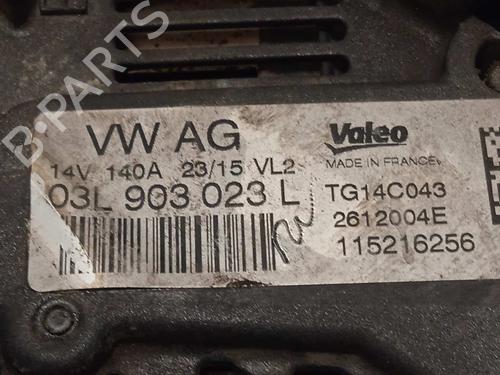 B-PARTS
VW AG
14V 140A 23/15 VL2
03L 903 023 L
Valeo
MADE IN FRANCE
TG14C043
2612004E
115216256